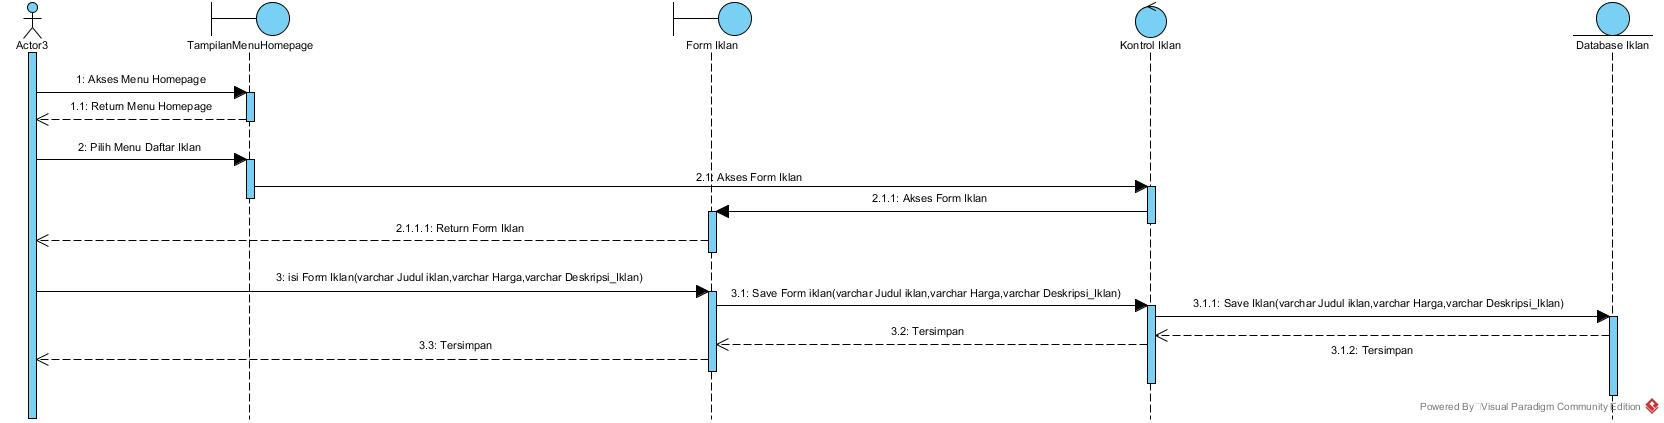 Actor3
TampilanMenuHomepage
Form Iklan
Kontrol Iklan
Database Iklan
1: Akses Menu Homepage
1.1: Return Menu Homepage
2: Pilih Menu Daftar Iklan
2.1: Akses Form Iklan
2.1.1: Akses Form Iklan
2.1.1.1: Return Form Iklan
3: isi Form Iklan(varchar Judul iklan,varchar Harga,varchar Deskripsi_Iklan)
3.1: Save Form iklan(varchar Judul iklan,varchar Harga,varchar Deskripsi_Iklan)
3.1.1: Save Iklan(varchar Judul iklan,varchar Harga,varchar Deskripsi_Iklan)
3.2: Tersimpan
3.3: Tersimpan
3.1.2: Tersimpan
Powered By Visual Paradigm Community Edition